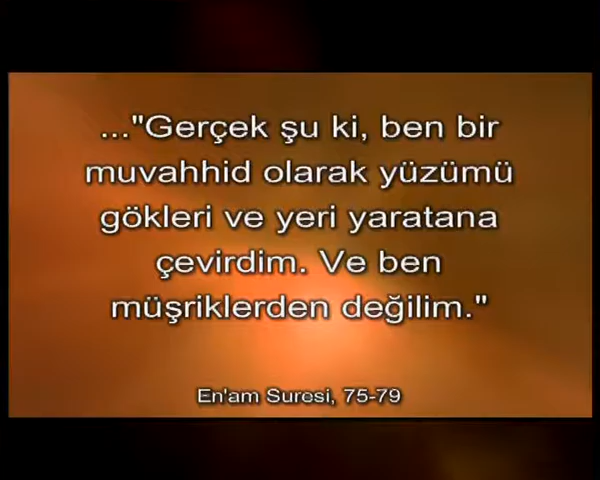 ..."Gerçek şu ki, ben bir
muvahhid olarak yüzümü
gökleri ve yeri yaratana
çevirdim. Ve ben
müşriklerden değilim."
En'am Suresi, 75-79